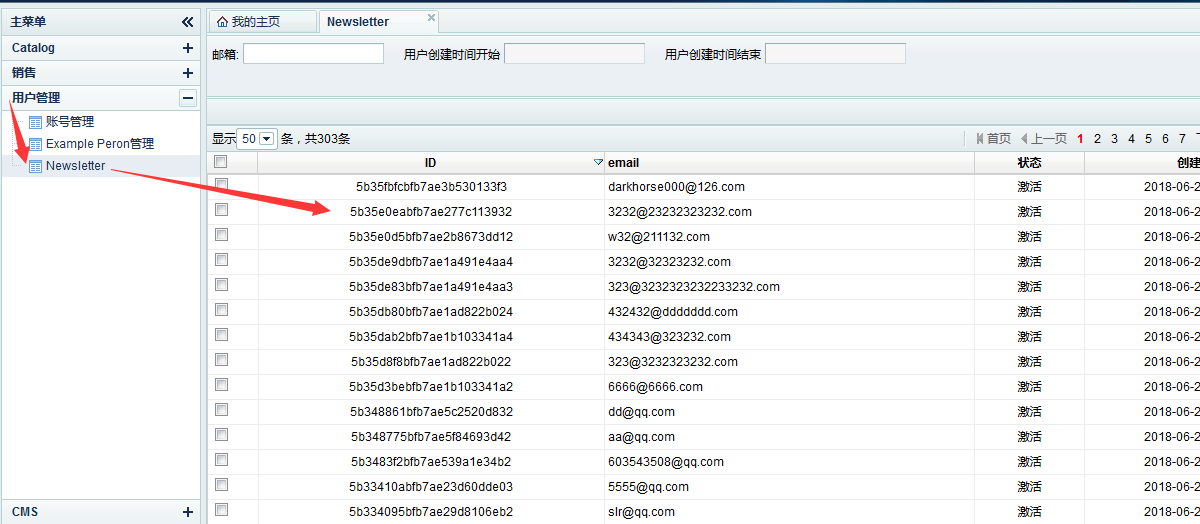 主菜单
我的主页
Newsletter
Catalog
销售
用户管理
账号管理
Example Peron管理
Newsletter
CMS
邮箱: 用户创建时间开始 用户创建时间结束
显示 50 条，共303条 首页 上一页 1 2 3 4 5 6 7
ID email 状态 创建
5b35fbfcbfb7ae3b530133f3 darkhorse000@126.com 激活 2018-06-2
5b35e0eabfb7ae277c113932 3232@23232323232.com 激活 2018-06-2
5b35e0d5bfb7ae2b8673dd12 w32@211132.com 激活 2018-06-2
5b35de9dbfb7ae1a491e4aa4 3232@32323232.com 激活 2018-06-2
5b35de83bfb7ae1a491e4aa3 323@3232323232233232.com 激活 2018-06-2
5b35db80bfb7ae1ad822b024 432432@ddddddd.com 激活 2018-06-2
5b35dab2bfb7ae1b103341a4 434343@323232.com 激活 2018-06-2
5b35d8f8bfb7ae1ad822b022 323@3232323232.com 激活 2018-06-2
5b35d3bebfb7ae1b103341a2 6666@6666.com 激活 2018-06-2
5b348861bfb7ae5c2520d832 dd@qq.com 激活 2018-06-2
5b348775bfb7ae5f84693d42 aa@qq.com 激活 2018-06-2
5b3483f2bfb7ae539a1e34b2 603543508@qq.com 激活 2018-06-2
5b33410abfb7ae23d60dde03 5555@qq.com 激活 2018-06-2
5b334095bfb7ae29d8106eb2 slr@qq.com 激活 2018-06-2